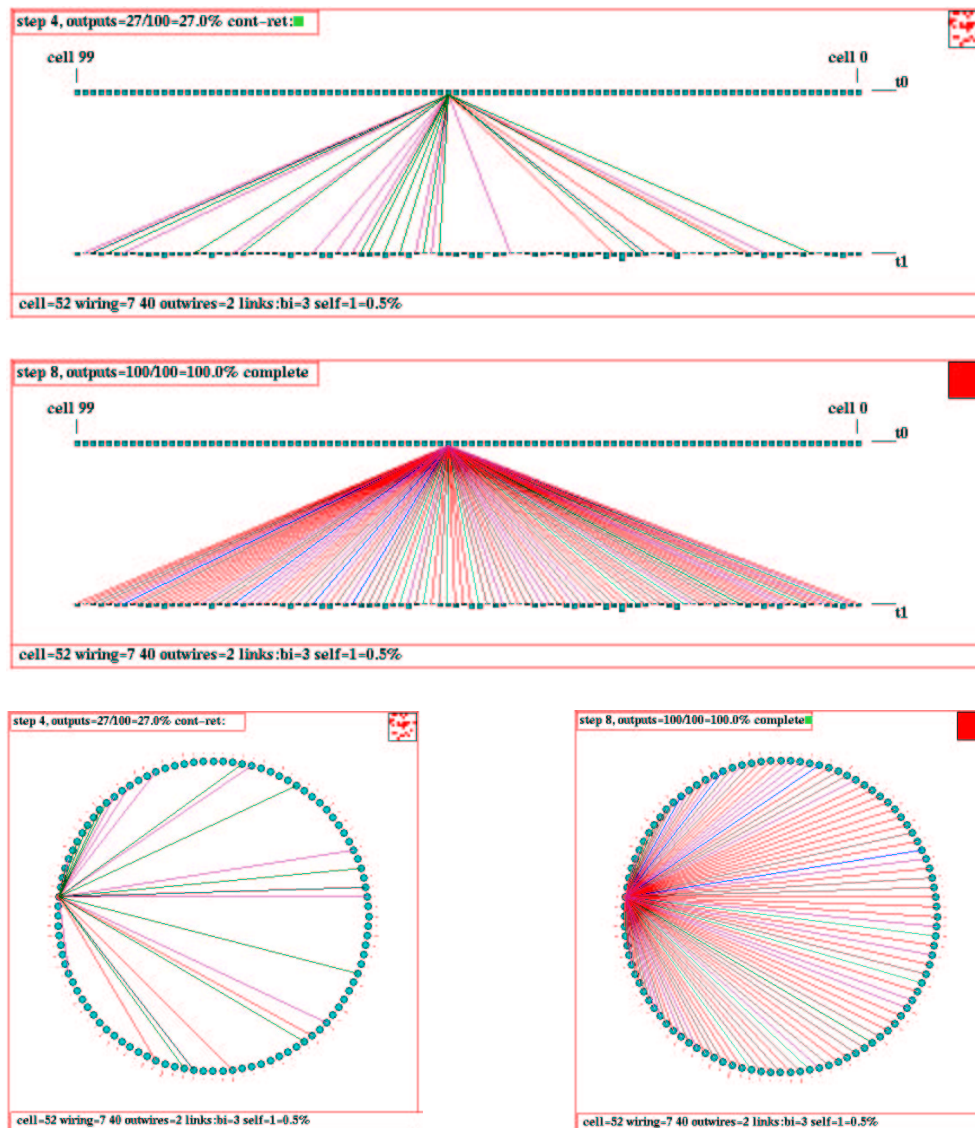 step 4, outputs=27/100=27.0% cont-ret:
cell 99 cell 0
t0
t1
cell=52 wiring=7 40 outwires=2 links:bi=3 self=1=0.5%
step 8, outputs=100/100=100.0% complete
cell 99 cell 0
t0
t1
cell=52 wiring=7 40 outwires=2 links:bi=3 self=1=0.5%
step 4, outputs=27/100=27.0% cont-ret:
step 8, outputs=100/100=100.0% complete
cell=52 wiring=7 40 outwires=2 links:bi=3 self=1=0.5%
cell=52 wiring=7 40 outwires=2 links:bi=3 self=1=0.5%